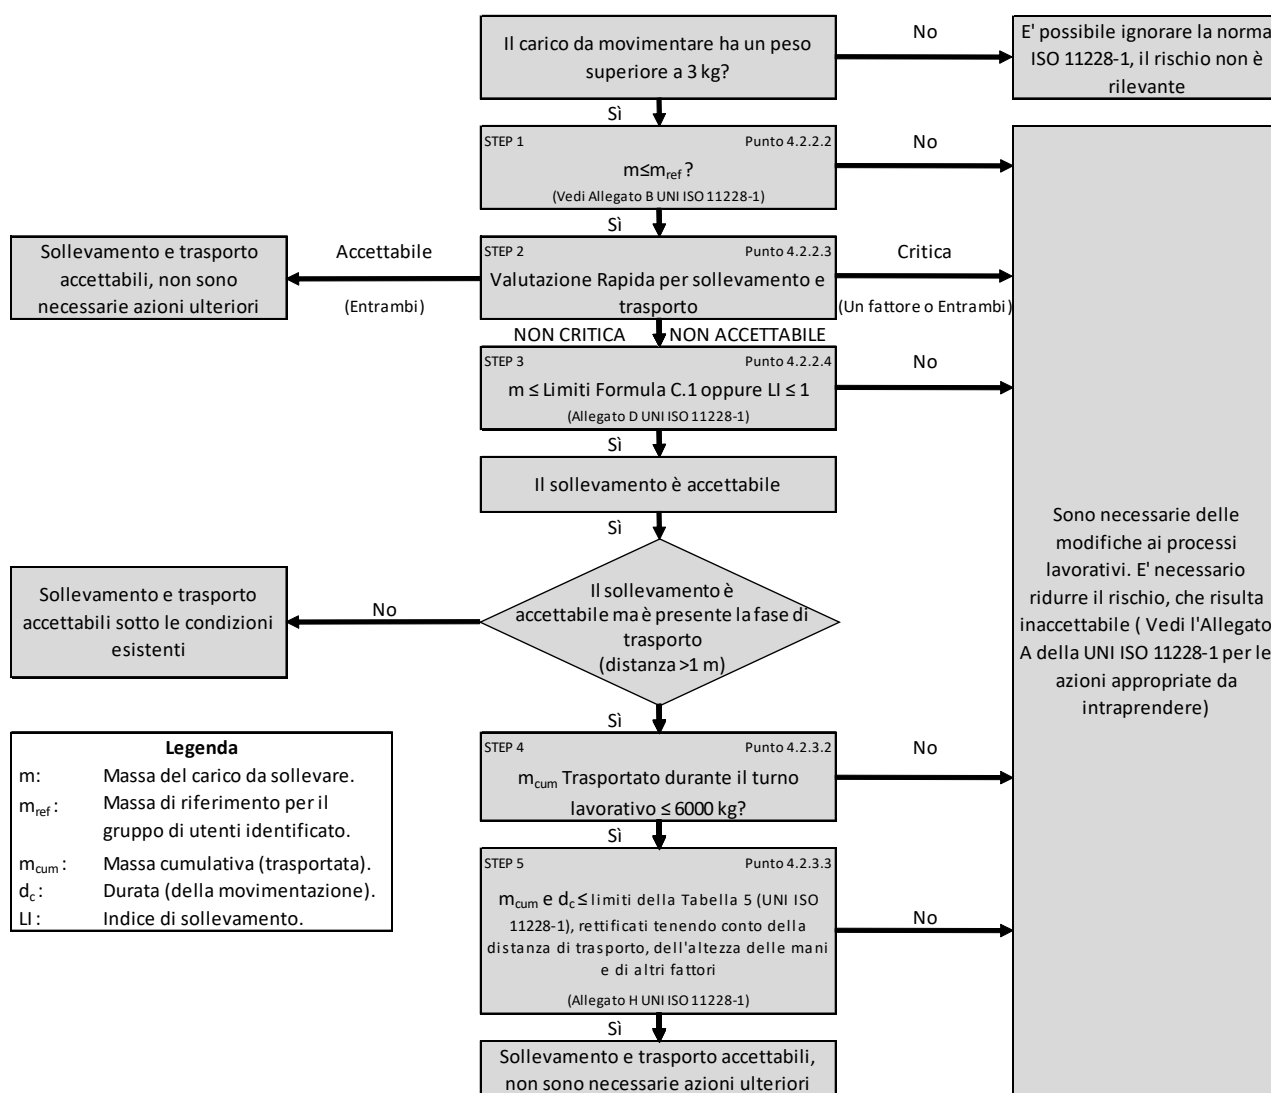 Il carico da movimentare ha un peso
superiore a 3 kg?
No
E' possibile ignorare la norma
ISO 11228-1, il rischio non è
rilevante
Sì
STEP 1 Punto 4.2.2.2
m≤mref ?
(Vedi Allegato B UNI ISO 11228-1)
No
Sì
Sollevamento e trasporto
accettabili, non sono
necessarie azioni ulteriori
Accettabile
(Entrambi)
STEP 2 Punto 4.2.2.3
Valutazione Rapida per sollevamento e
trasporto
Critica
(Un fattore o Entrambi)
NON CRITICA NON ACCETTABILE
STEP 3 Punto 4.2.2.4
m ≤ Limiti Formula C.1 oppure LI ≤ 1
(Allegato D UNI ISO 11228-1)
No
Sì
Il sollevamento è accettabile
Sì
Sono necessarie delle
modifiche ai processi
lavorativi. E' necessario
ridurre il rischio, che risulta
inaccettabile ( Vedi l'Allegato
A della UNI ISO 11228-1 per le
azioni appropriate da
intraprendere)
Sollevamento e trasporto
accettabili sotto le condizioni
esistenti
No
Il sollevamento è
accettabile ma è presente la fase di
trasporto
(distanza >1 m)
Sì
STEP 4 Punto 4.2.3.2
mcum Trasportato durante il turno
lavorativo ≤ 6000 kg?
No
Sì
Legenda
m: Massa del carico da sollevare.
mref : Massa di riferimento per il
gruppo di utenti identificato.
mcum : Massa cumulativa (trasportata).
dc : Durata (della movimentazione).
LI : Indice di sollevamento.
STEP 5 Punto 4.2.3.3
mcum e dc ≤ limiti della Tabella 5 (UNI ISO
11228-1), rettificati tenendo conto della
distanza di trasporto, dell'altezza delle mani
e di altri fattori
(Allegato H UNI ISO 11228-1)
No
Sì
Sollevamento e trasporto accettabili,
non sono necessarie azioni ulteriori